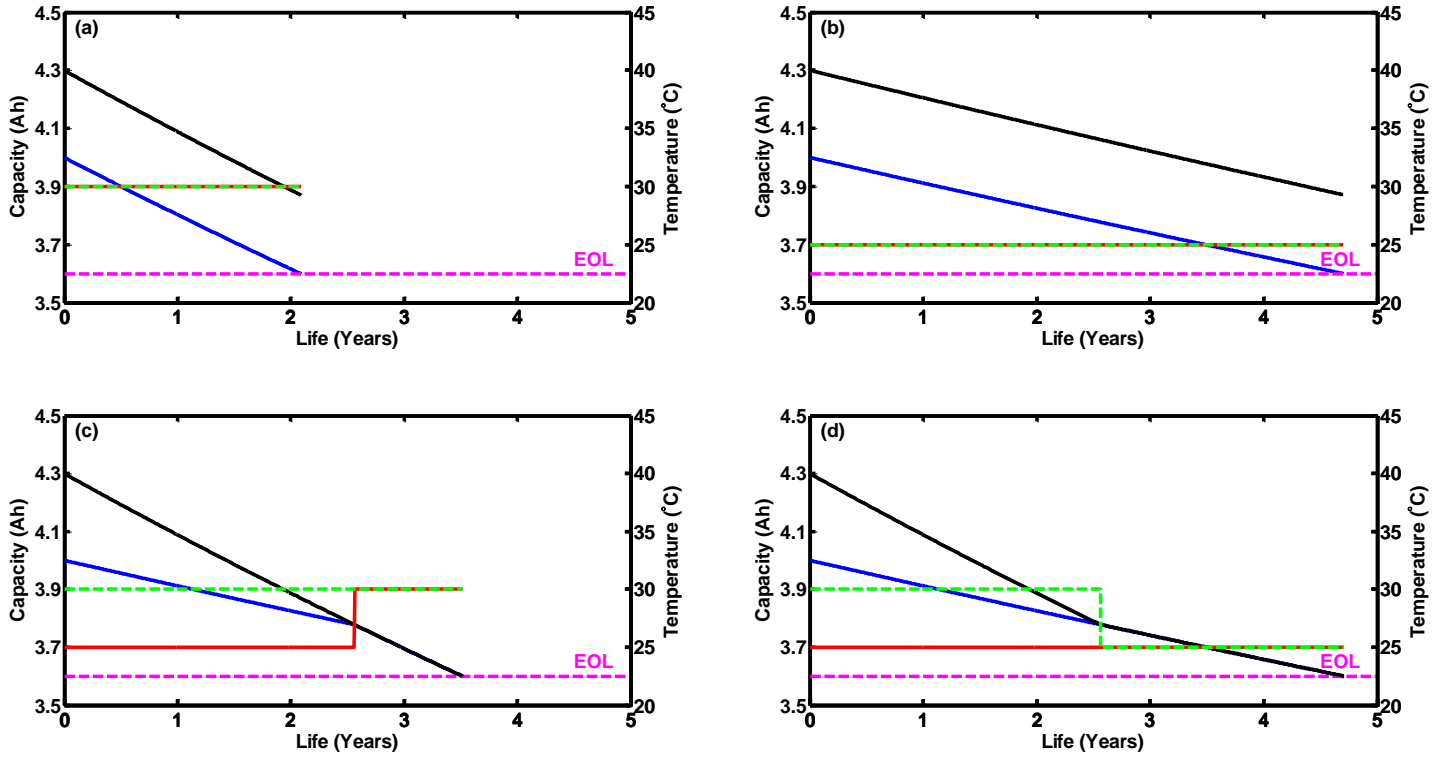 (a)
4.5
4.3
4.1
3.9
3.7
3.5
Capacity (Ah)
45
40
35
30
25
20
Temperature (°C)
EOL
0 1 2 3 4 5
Life (Years)
(b)
4.5
4.3
4.1
3.9
3.7
3.5
Capacity (Ah)
45
40
35
30
25
20
Temperature (°C)
EOL
0 1 2 3 4 5
Life (Years)
(c)
4.5
4.3
4.1
3.9
3.7
3.5
Capacity (Ah)
45
40
35
30
25
20
Temperature (°C)
EOL
0 1 2 3 4 5
Life (Years)
(d)
4.5
4.3
4.1
3.9
3.7
3.5
Capacity (Ah)
45
40
35
30
25
20
Temperature (°C)
EOL
0 1 2 3 4 5
Life (Years)